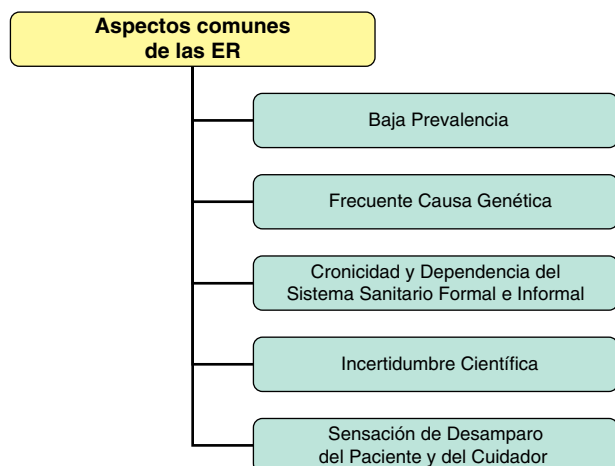 Aspectos comunes
de las ER
Baja Prevalencia
Frecuente Causa Genética
Cronicidad y Dependencia del
Sistema Sanitario Formal e Informal
Incertidumbre Científica
Sensación de Desamparo
del Paciente y del Cuidador